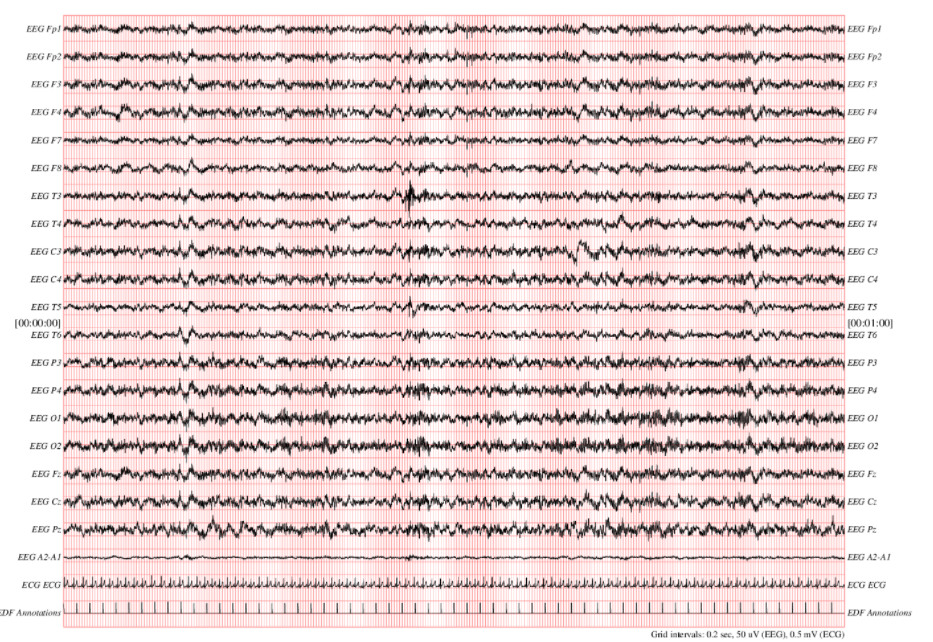 EEG Fp1 EEG Fp1
EEG Fp2 EEG Fp2
EEG F3 EEG F3
EEG F4 EEG F4
EEG F7 EEG F7
EEG F8 EEG F8
EEG T3 EEG T3
EEG T4 EEG T4
EEG C3 EEG C3
EEG C4 EEG C4
EEG T5 EEG T5
[00:00:00] [00:01:00]
EEG T6 EEG T6
EEG P3 EEG P3
EEG P4 EEG P4
EEG O1 EEG O1
EEG O2 EEG O2
EEG Fz EEG Fz
EEG Cz EEG Cz
EEG Pz EEG Pz
EEG A2-A1 EEG A2-A1
ECG ECG ECG ECG
EDF Annotations EDF Annotations
Grid intervals: 0.2 sec, 50 uV (EEG), 0.5 mV (ECG)